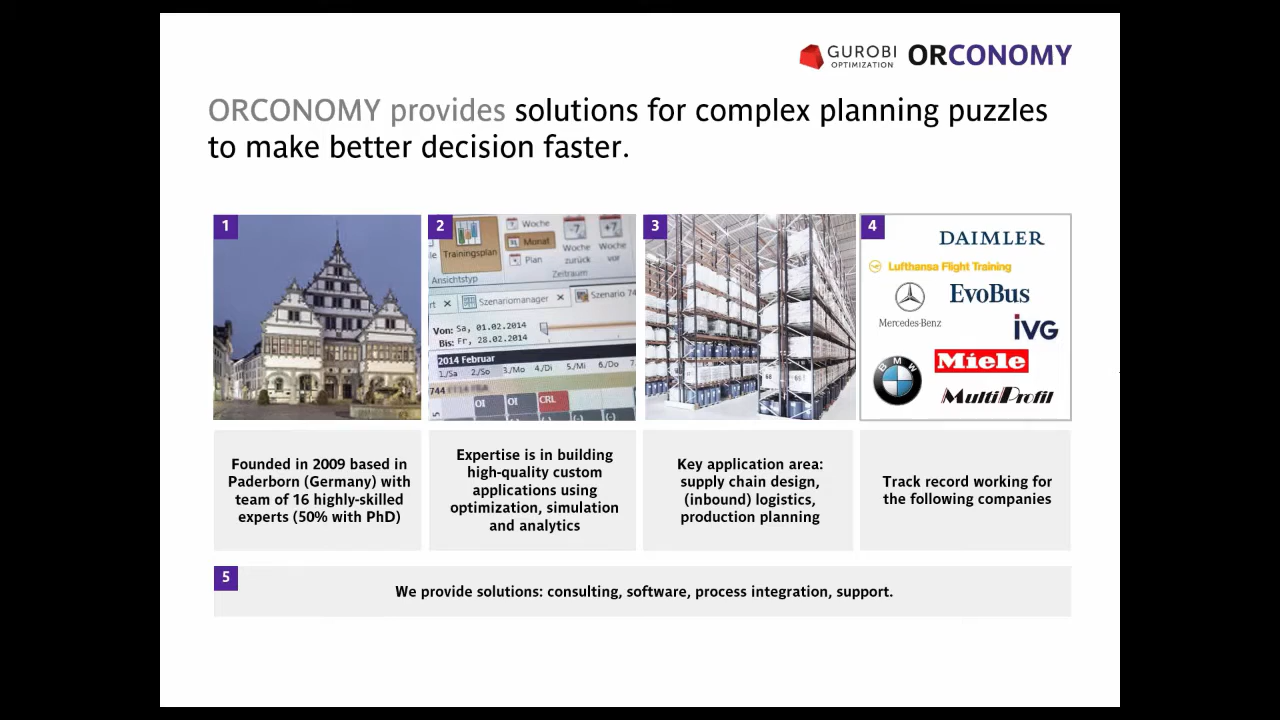 GUROBI
OPTIMIZATION
ORCONOMY
ORCONOMY provides solutions for complex planning puzzles
to make better decision faster.
1
2
Trainingsplan
Woche
Monat
Plan
Ansichtstyp
-7
Woche
zurück
+7
Woche
vor
Zeitraum
Szenariomanager
Szenario 74
Von: Sa, 01.02.2014
Bis: Fr, 28.02.2014
2014 Februar
1./Sa 2./So 3./Mo 4./Di 5./Mi 6./Do 7.
744
OI OI CRL
3
4
DAIMLER
Lufthansa Flight Training
Mercedes-Benz
EvoBus
IVG
BMW
Miele
MultiProfil
Founded in 2009 based in
Paderborn (Germany) with
team of 16 highly-skilled
experts (50% with PhD)
Expertise is in building
high-quality custom
applications using
optimization, simulation
and analytics
Key application area:
supply chain design,
(inbound) logistics,
production planning
Track record working for
the following companies
5
We provide solutions: consulting, software, process integration, support.